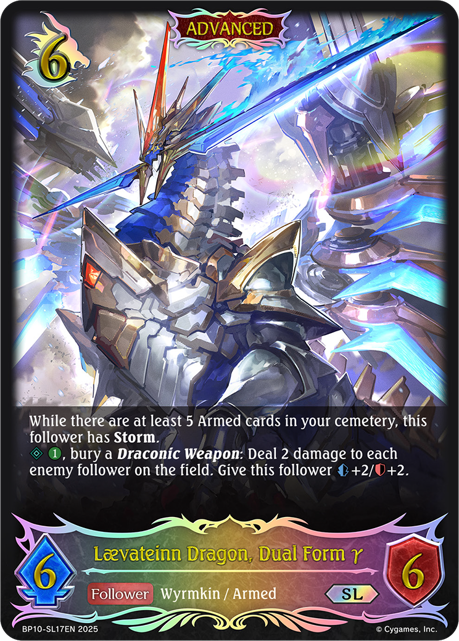 ADVANCED
6
While there are at least 5 Armed cards in your cemetery, this
follower has Storm.
1, bury a Draconic Weapon: Deal 2 damage to each
enemy follower on the field. Give this follower +2/+2.
Lævateinn Dragon, Dual Form γ
6
Follower Wyrmkin / Armed
SL
6
BP10-SL17EN 2025
© Cygames, Inc.